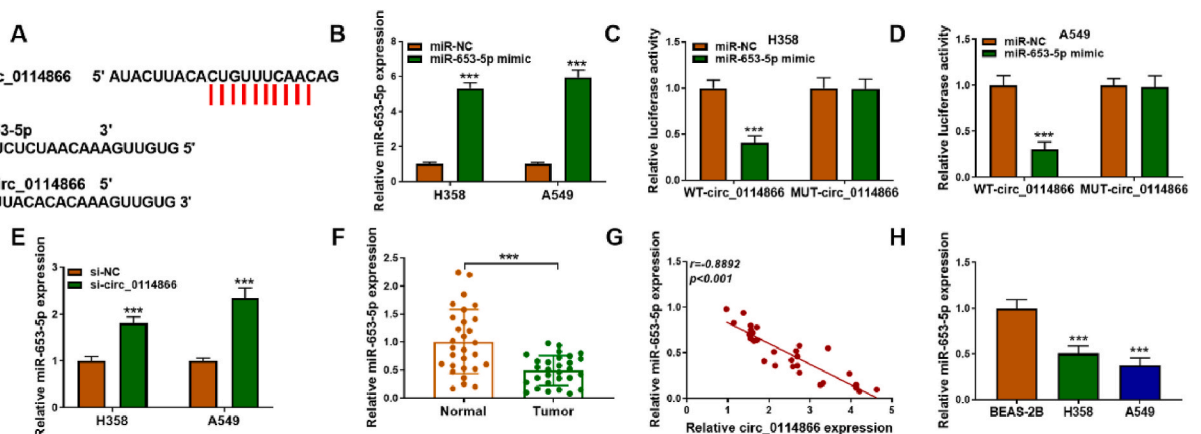 A
irc_0114866 5' AUACUUACACUGUUUCAACAG
3-5p 3'
UCUCUAACAAAGUUGUG 5'
irc_0114866 5'
UUACACACAAAGUUGUG 3'
B
Relative miR-653-5p expression
miR-NC
miR-653-5p mimic
8
6
4
2
0
***
***
H358 A549
C
H358
Relative luciferase activity
miR-NC
miR-653-5p mimic
1.5
1.0
0.5
0.0
***
WT-circ_0114866 MUT-circ_0114866
D
A549
Relative luciferase activity
miR-NC
miR-653-5p mimic
1.5
1.0
0.5
0.0
***
WT-circ_0114866 MUT-circ_0114866
E
Relative miR-653-5p expression
si-NC
si-circ_0114866
3
2
1
0
***
***
H358 A549
F
Relative miR-653-5p expression
2.5
2.0
1.5
1.0
0.5
0.0
***
Normal Tumor
G
Relative miR-653-5p expression
r=-0.8892
p<0.001
1.5
1.0
0.5
0.0
0 1 2 3 4 5
Relative circ_0114866 expression
H
Relative miR-653-5p expression
1.5
1.0
0.5
0.0
***
***
BEAS-2B H358 A549